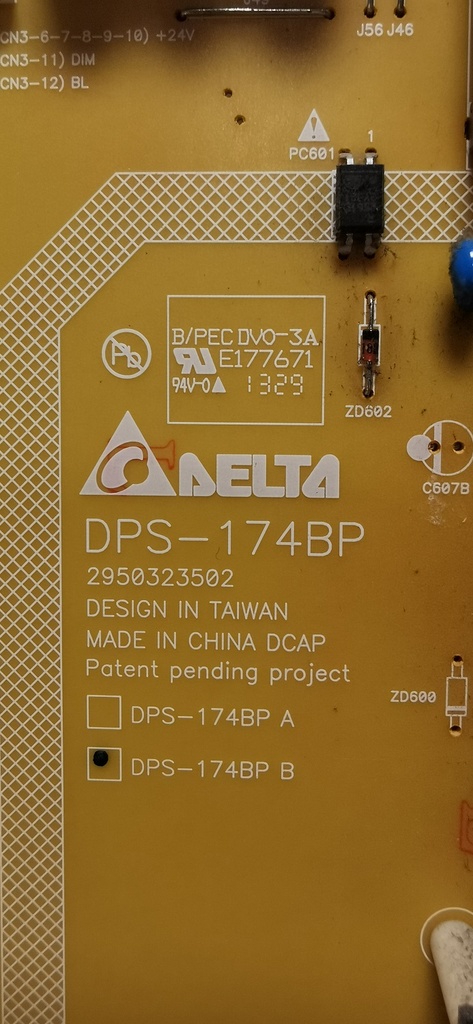 J56 J46
CN3-6-7-8-9-10) +24V
CN3-11) DIM
CN3-12) BL
1
PC601
B/PEC DVO-3A
Pb
E177671
94V-0 1329
ZD602
C607B
DELTA
DPS-174BP
2950323502
DESIGN IN TAIWAN
MADE IN CHINA DCAP
Patent pending project
ZD600
DPS-174BP A
DPS-174BP B